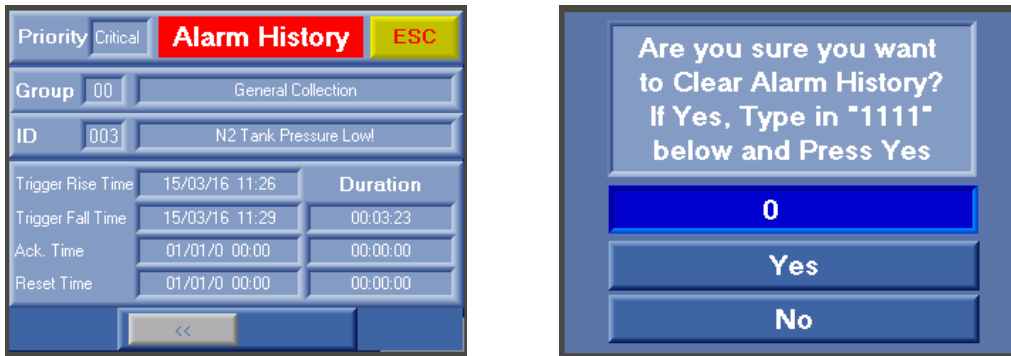 Priority Critical Alarm History ESC
Group 00 General Collection
ID 003 N2 Tank Pressure Low!
Trigger Rise Time 15/03/16 11:26 Duration
Trigger Fall Time 15/03/16 11:29 00:03:23
Ack. Time 01/01/0 00:00 00:00:00
Reset Time 01/01/0 00:00 00:00:00
<<
Are you sure you want
to Clear Alarm History?
If Yes, Type in "1111"
below and Press Yes
0
Yes
No